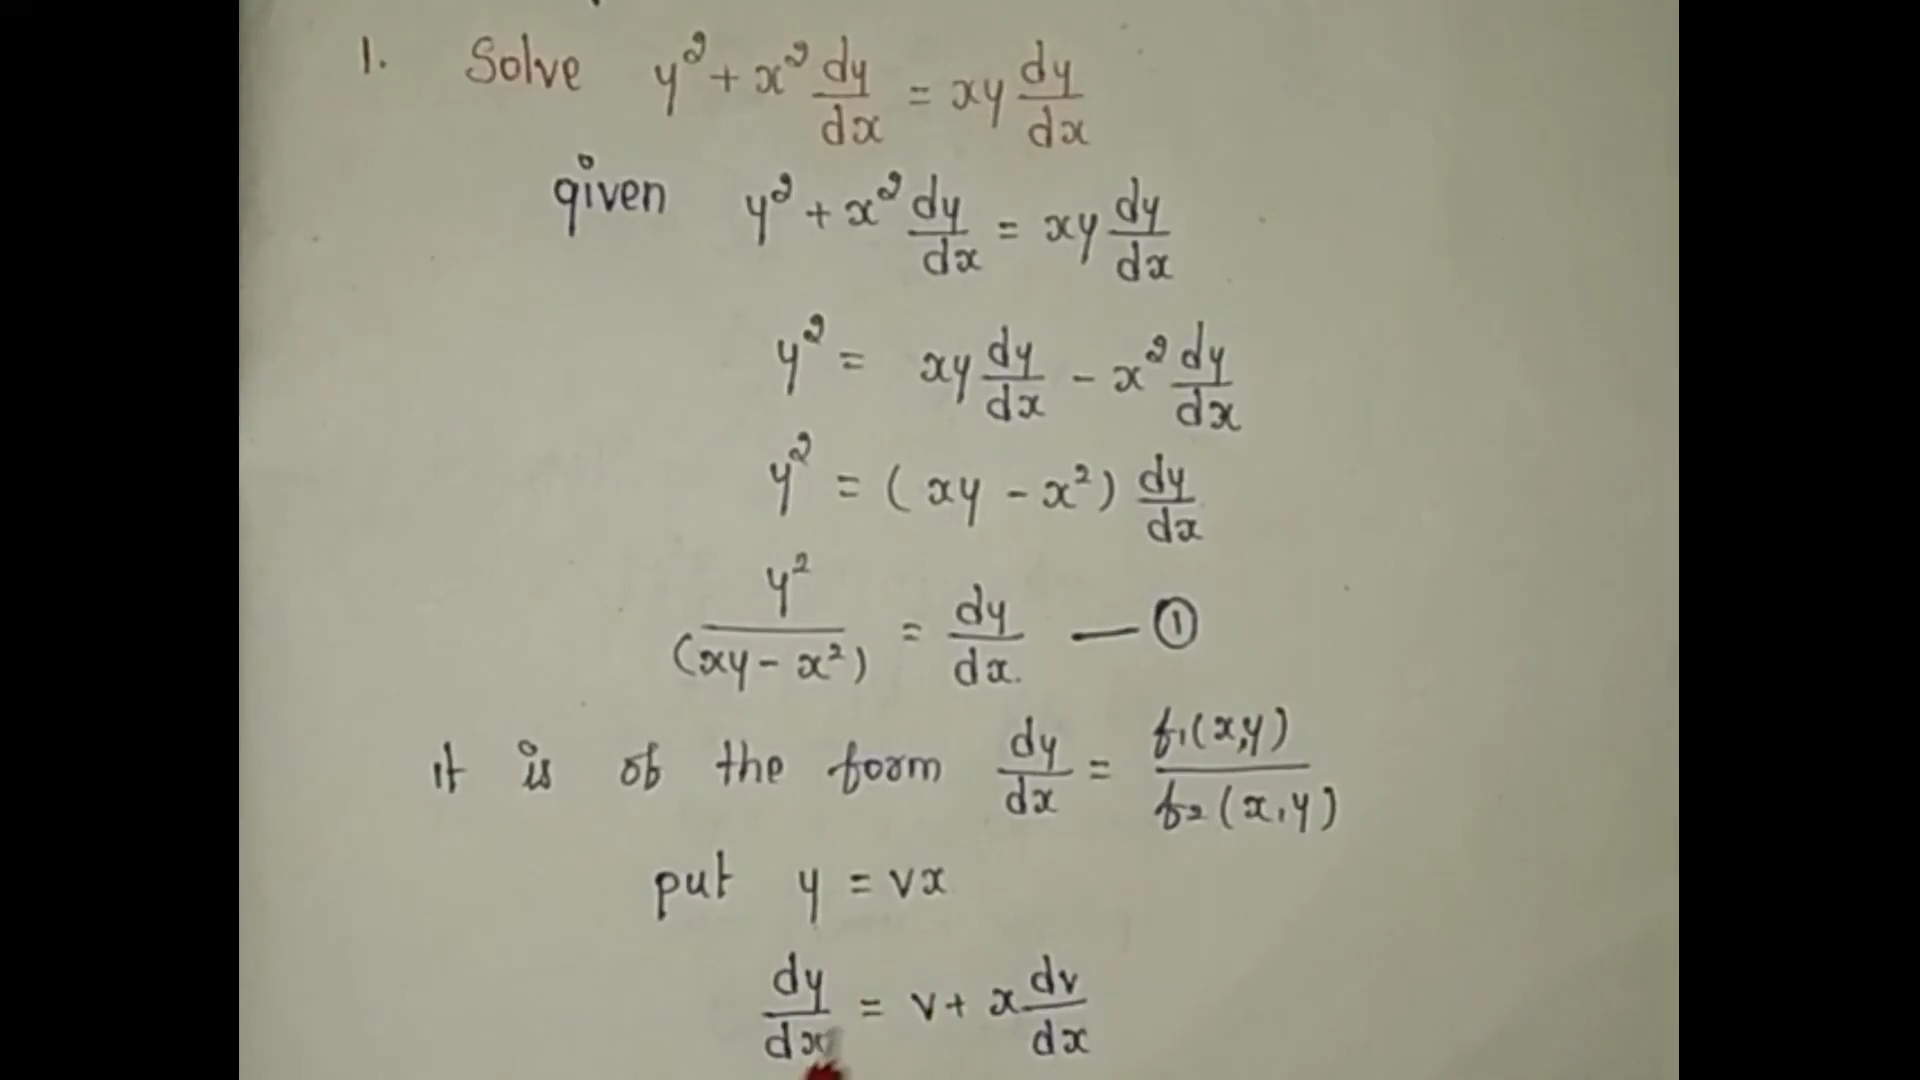 1. Solve y² + x² dy/dx = xy dy/dx
given y² + x² dy/dx = xy dy/dx
y² = xy dy/dx - x² dy/dx
y² = (xy - x²) dy/dx
y²/(xy - x²) = dy/dx — ①
it is of the form dy/dx = f₁(x,y)/f₂(x,y)
put y = vx
dy/dx = v + x dv/dx